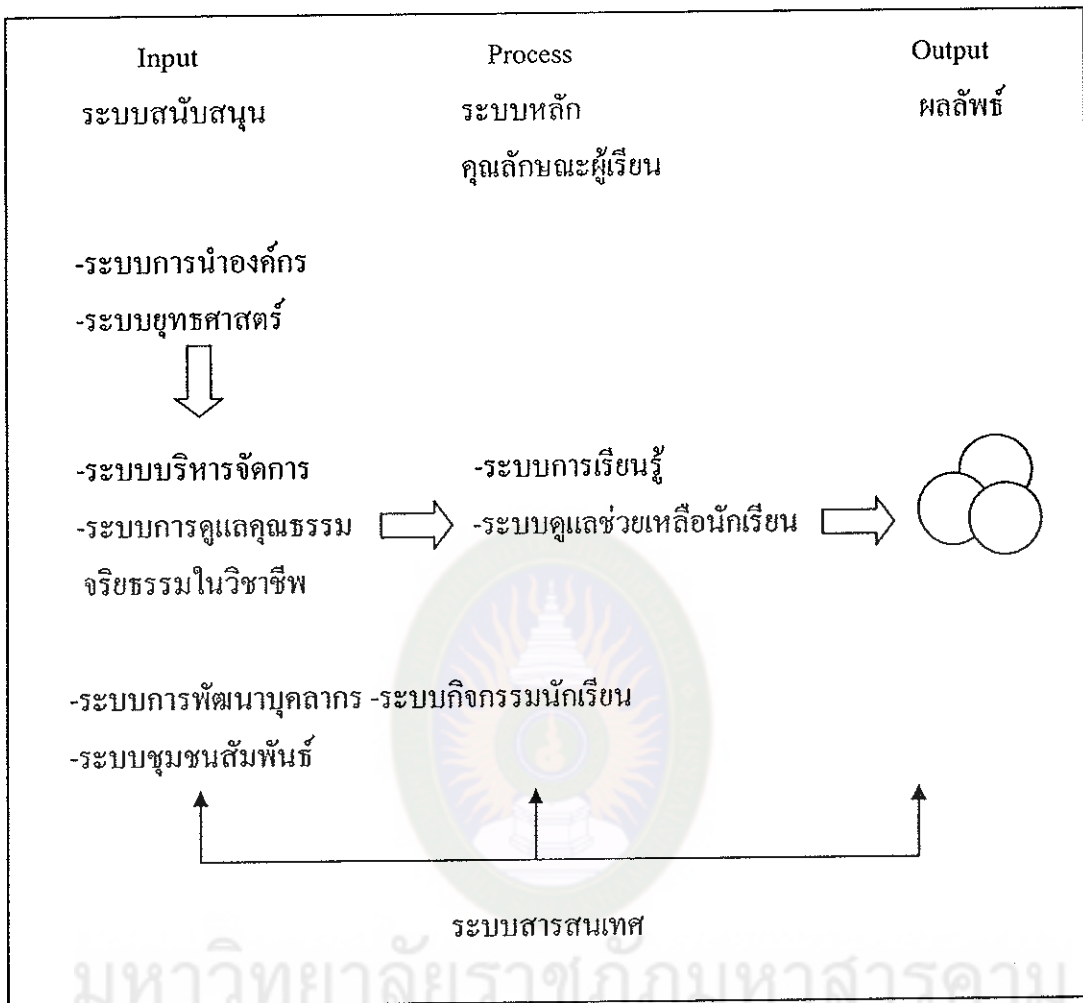 Input Process Output
ระบบสนับสนุน ระบบหลัก ผลลัพธ์
คุณลักษณะผู้เรียน
-ระบบการนำองค์กร
-ระบบยุทธศาสตร์
-ระบบบริหารจัดการ -ระบบการเรียนรู้
-ระบบการดูแลคุณธรรม -ระบบดูแลช่วยเหลือนักเรียน
จริยธรรมในวิชาชีพ
-ระบบการพัฒนาบุคลากร -ระบบกิจกรรมนักเรียน
-ระบบชุมชนสัมพันธ์
ระบบสารสนเทศ
มหาวิทยาลัยราชภัฏมหาสารคาม